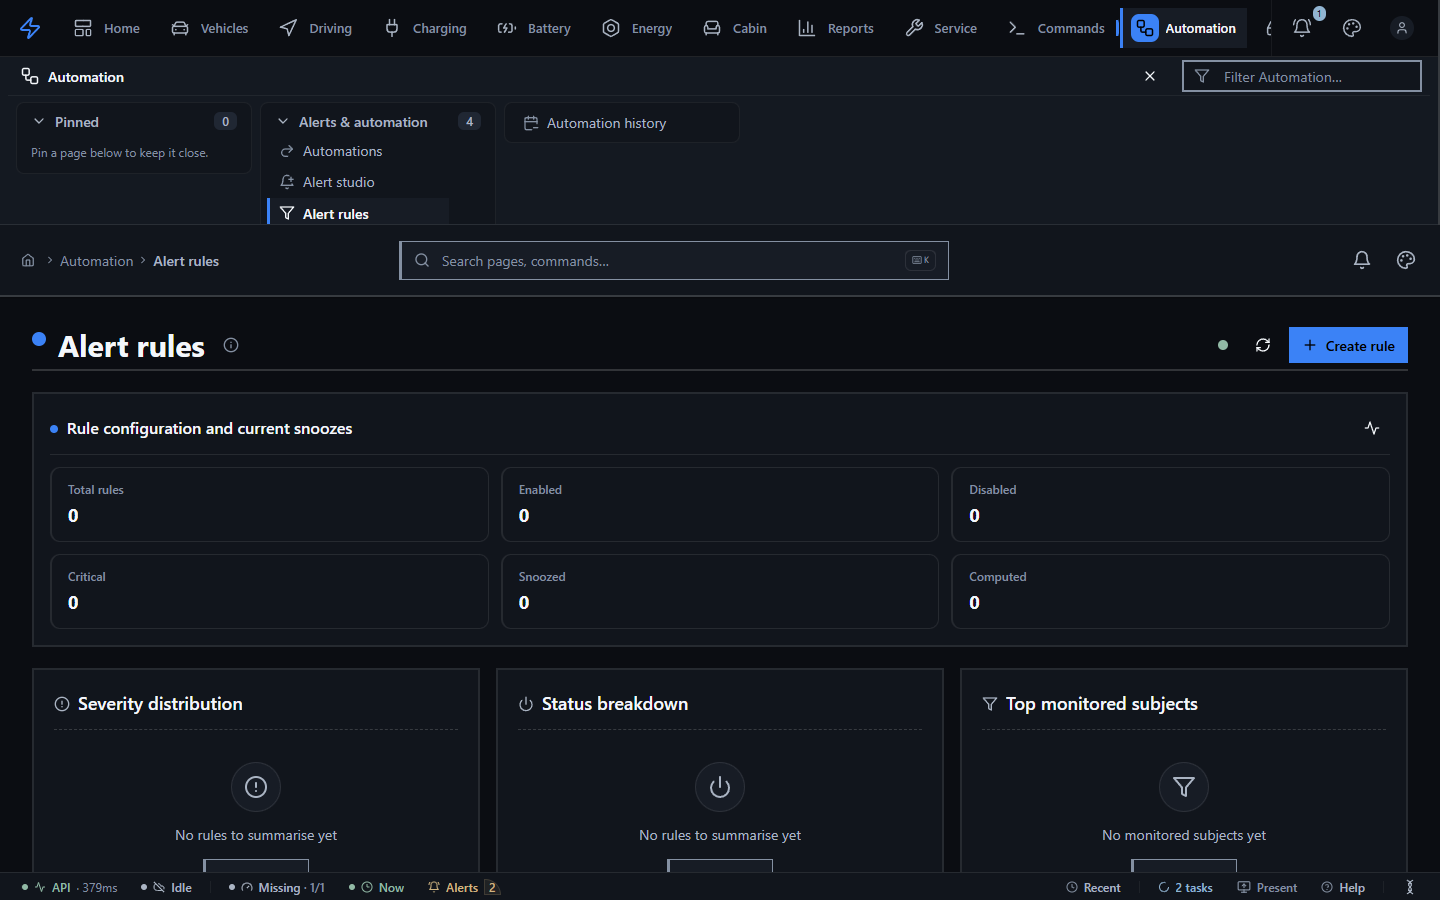 Home Vehicles Driving Charging Battery Energy Cabin Reports Service Commands Automation 1
Automation Filter Automation...
Pinned 0
Pin a page below to keep it close.
Alerts & automation 4
Automations
Alert studio
Alert rules
Automation history
Automation Alert rules Search pages, commands... K
Alert rules Create rule
Rule configuration and current snoozes
Total rules
0
Enabled
0
Disabled
0
Critical
0
Snoozed
0
Computed
0
Severity distribution
No rules to summarise yet
Status breakdown
No rules to summarise yet
Top monitored subjects
No monitored subjects yet
API · 379ms Idle Missing · 1/1 Now Alerts 2 Recent 2 tasks Present Help